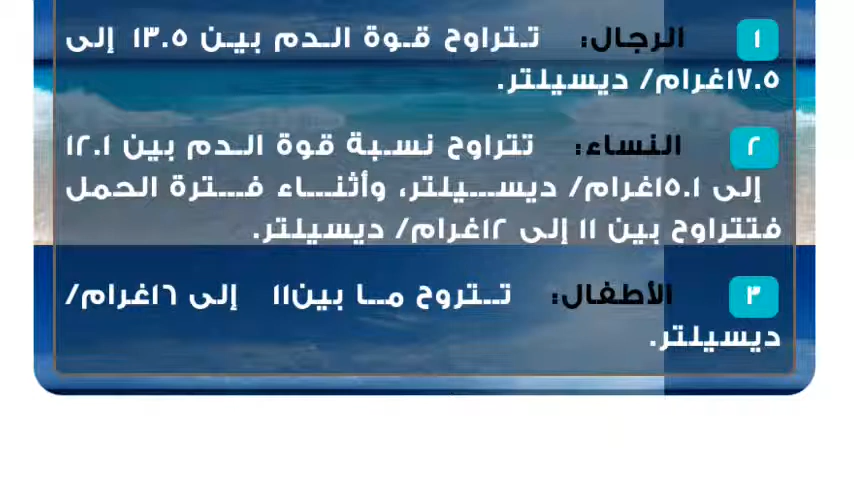 ١ الرجال: تتراوح قوة الدم بين ١٣.٥ إلى
١٧.٥غرام/ ديسيلتر.
٢ النساء: تتراوح نسبة قوة الدم بين ١٢.١
إلى ١٥.١غرام/ ديسيلتر، وأثناء فترة الحمل
فتتراوح بين ١١ إلى ١٢غرام/ ديسيلتر.
٣ الأطفال: تتروح ما بين١١ إلى ١٦غرام/
ديسيلتر.